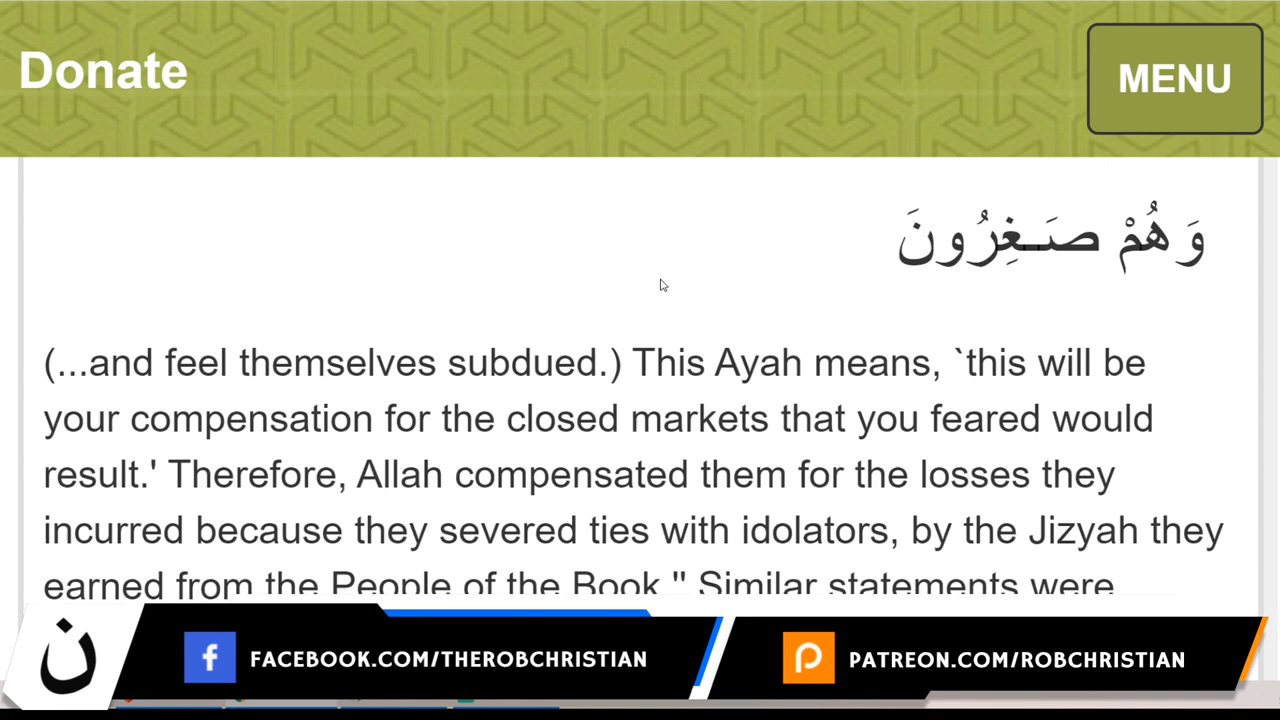 Donate
MENU
وَهُمْ صَـغِرُونَ
(...and feel themselves subdued.) This Ayah means, `this will be
your compensation for the closed markets that you feared would
result.' Therefore, Allah compensated them for the losses they
incurred because they severed ties with idolators, by the Jizyah they
earned from the People of the Book.'' Similar statements were
ن
FACEBOOK.COM/THEROBCHRISTIAN
PATREON.COM/ROBCHRISTIAN